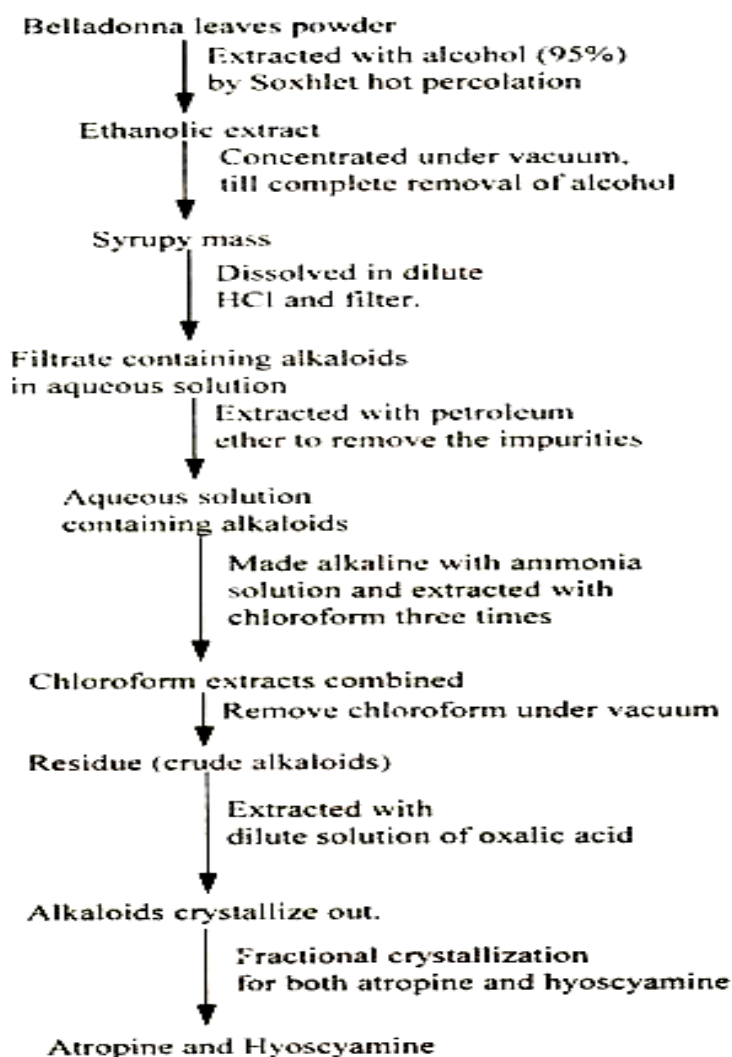 Belladonna leaves powder
Extracted with alcohol (95%)
by Soxhlet hot percolation
Ethanolic extract
Concentrated under vacuum,
till complete removal of alcohol
Syrupy mass
Dissolved in dilute
HCl and filter.
Filtrate containing alkaloids
in aqueous solution
Extracted with petroleum
ether to remove the impurities
Aqueous solution
containing alkaloids
Made alkaline with ammonia
solution and extracted with
chloroform three times
Chloroform extracts combined
Remove chloroform under vacuum
Residue (crude alkaloids)
Extracted with
dilute solution of oxalic acid
Alkaloids crystallize out.
Fractional crystallization
for both atropine and hyoscyamine
Atropine and Hyoscyamine